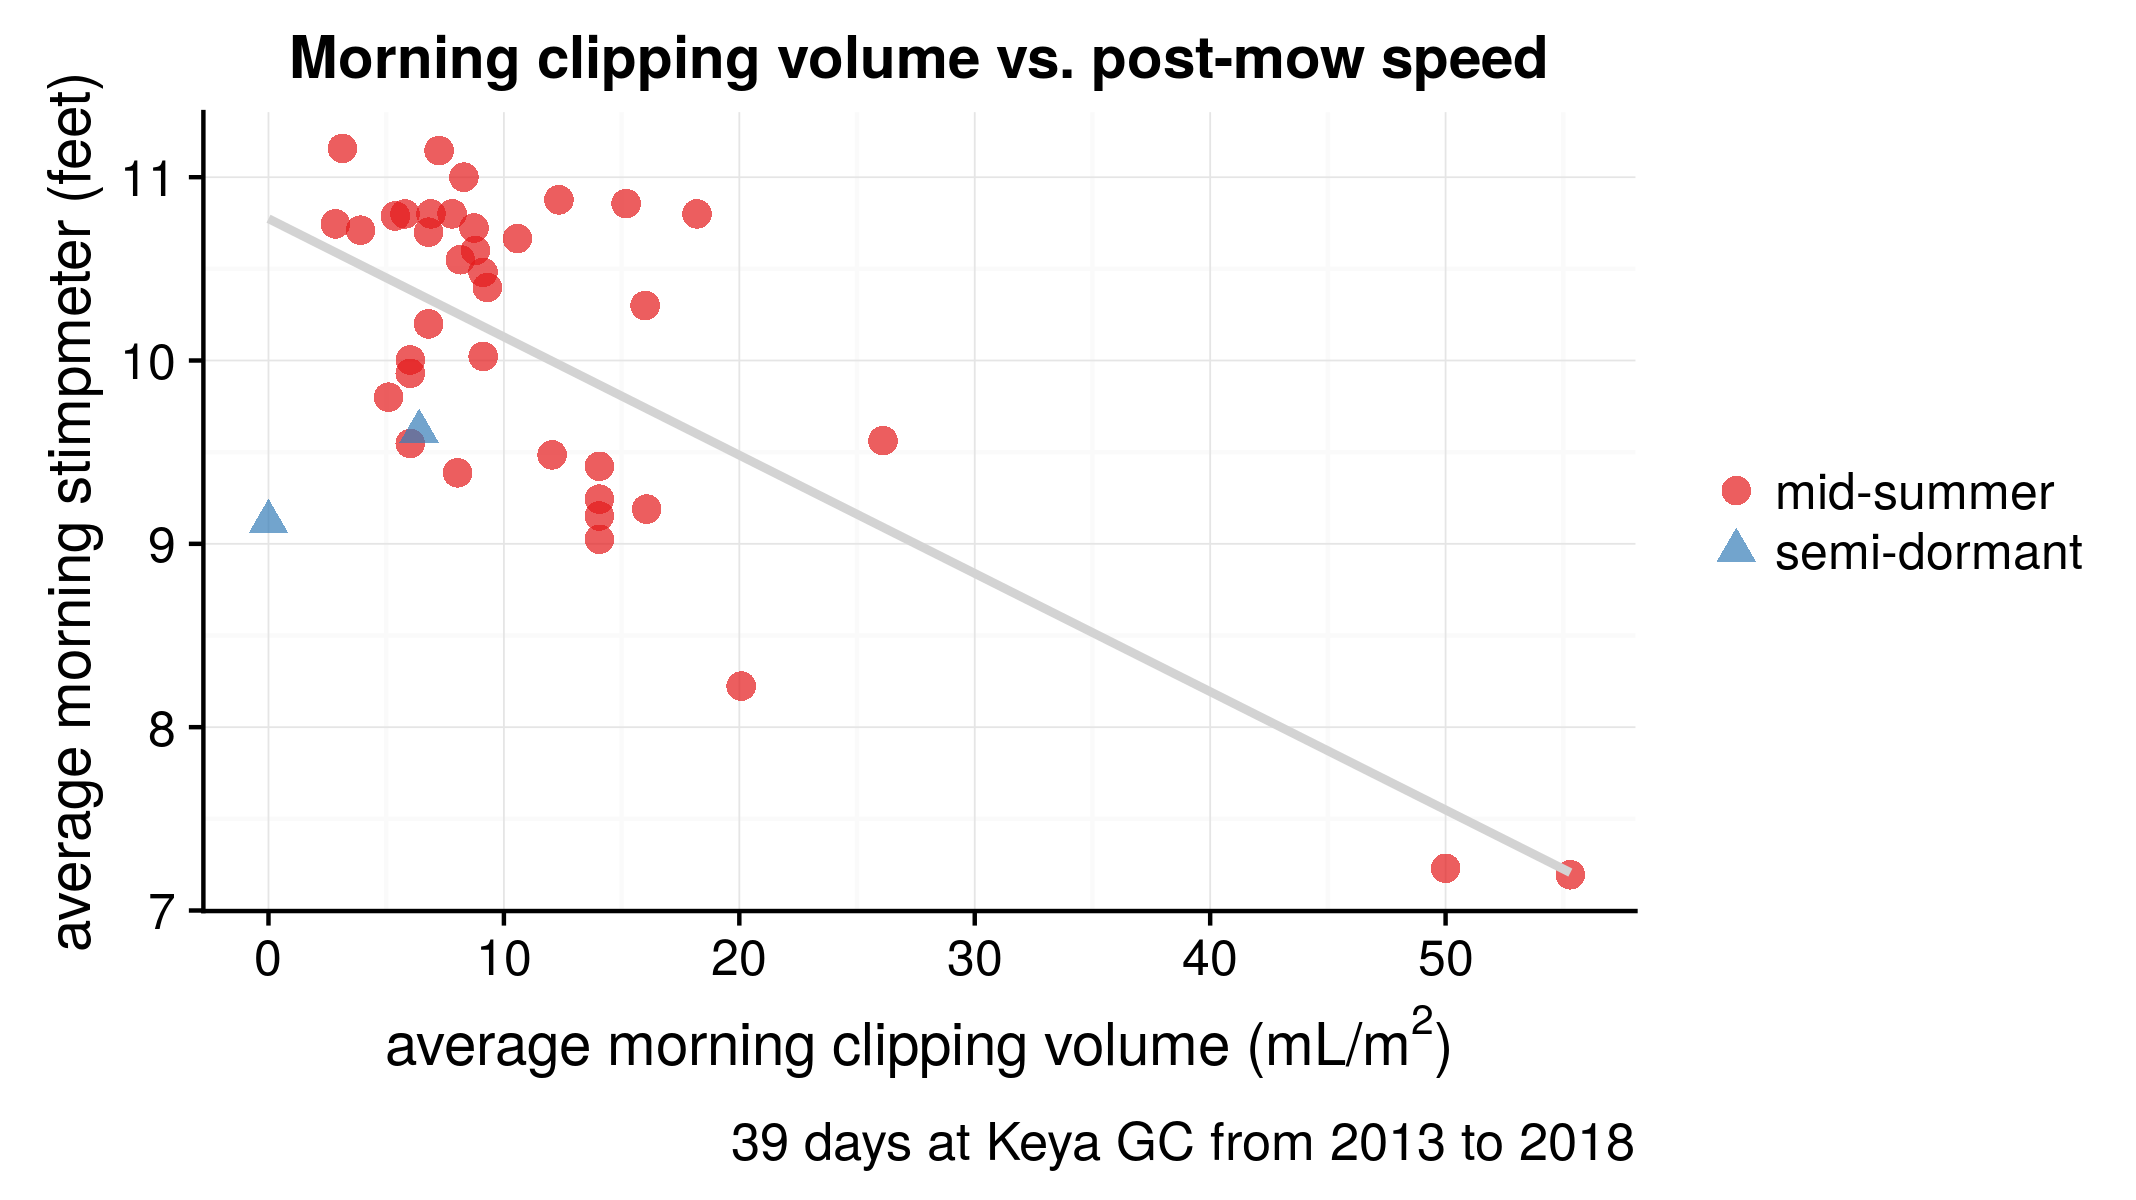 Morning clipping volume vs. post-mow speed
average morning stimpmeter (feet)
11
10
9
8
7
0 10 20 30 40 50
average morning clipping volume (mL/m²)
mid-summer
semi-dormant
39 days at Keya GC from 2013 to 2018